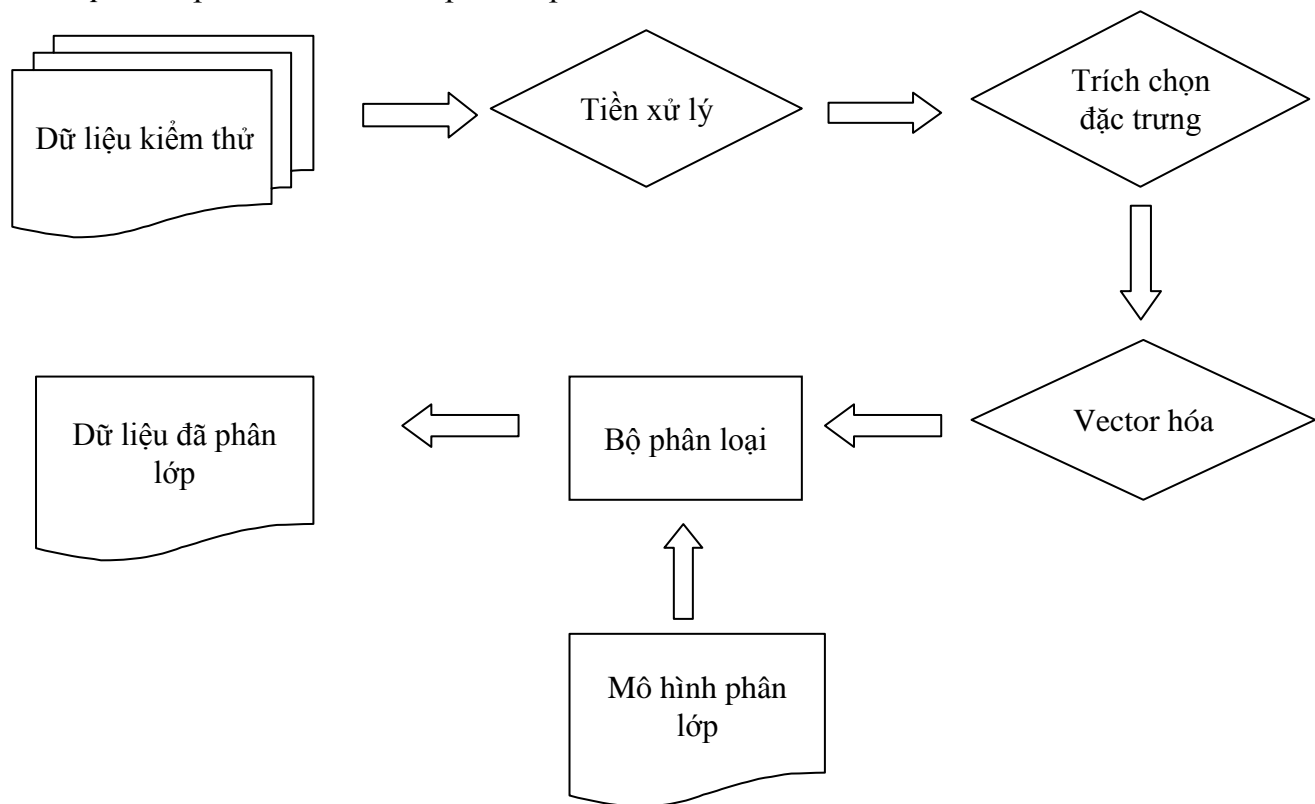 Dữ liệu kiểm thử
Tiền xử lý
Trích chọn
đặc trưng
Dữ liệu đã phân
lớp
Bộ phân loại
Vector hóa
Mô hình phân
lớp